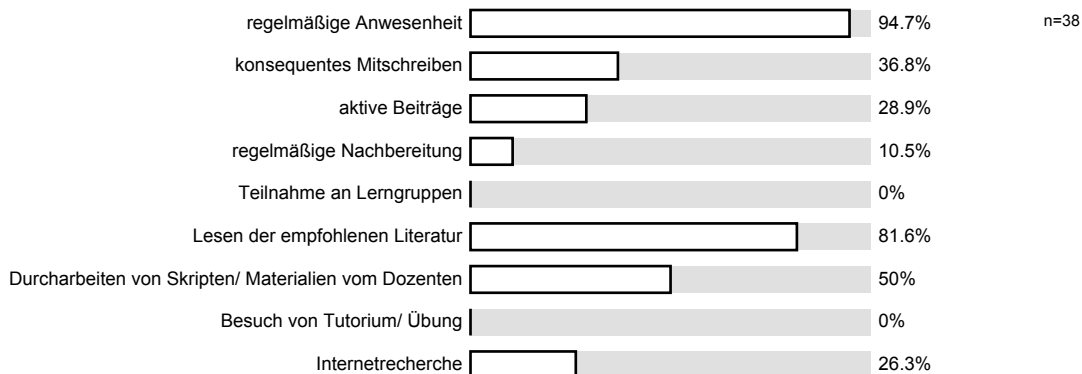 regelmäßige Anwesenheit 94.7% n=38
konsequentes Mitschreiben 36.8%
aktive Beiträge 28.9%
regelmäßige Nachbereitung 10.5%
Teilnahme an Lerngruppen 0%
Lesen der empfohlenen Literatur 81.6%
Durcharbeiten von Skripten/ Materialien vom Dozenten 50%
Besuch von Tutorium/ Übung 0%
Internetrecherche 26.3%